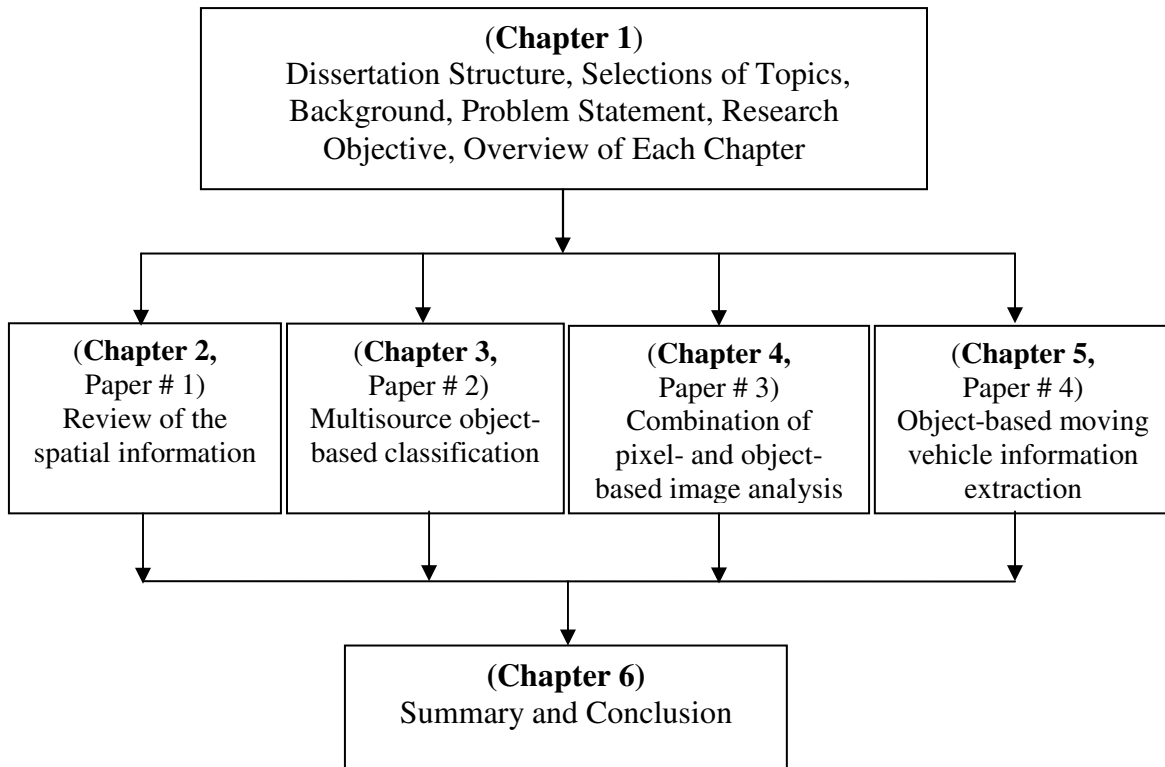 (Chapter 1)
Dissertation Structure, Selections of Topics,
Background, Problem Statement, Research
Objective, Overview of Each Chapter
(Chapter 2,
Paper # 1)
Review of the
spatial information
(Chapter 3,
Paper # 2)
Multisource object-
based classification
(Chapter 4,
Paper # 3)
Combination of
pixel- and object-
based image analysis
(Chapter 5,
Paper # 4)
Object-based moving
vehicle information
extraction
(Chapter 6)
Summary and Conclusion